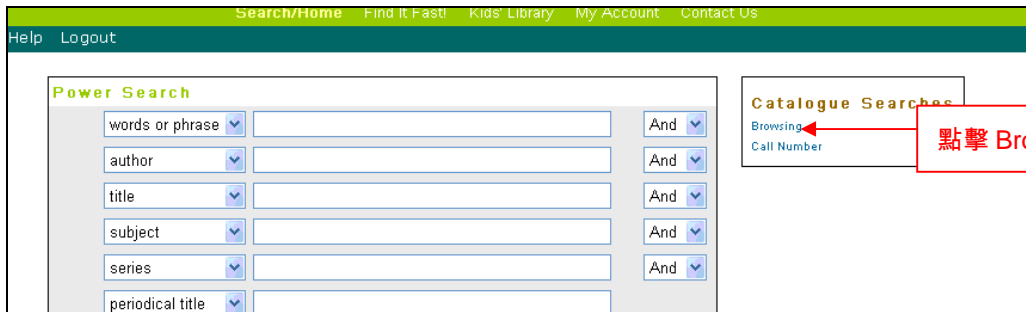 Search/Home Find It Fast! Kids' Library My Account Contact Us
Help Logout
Power Search
words or phrase And
author And
title And
subject And
series And
periodical title
Catalogue Searches
Browsing
Call Number
點擊